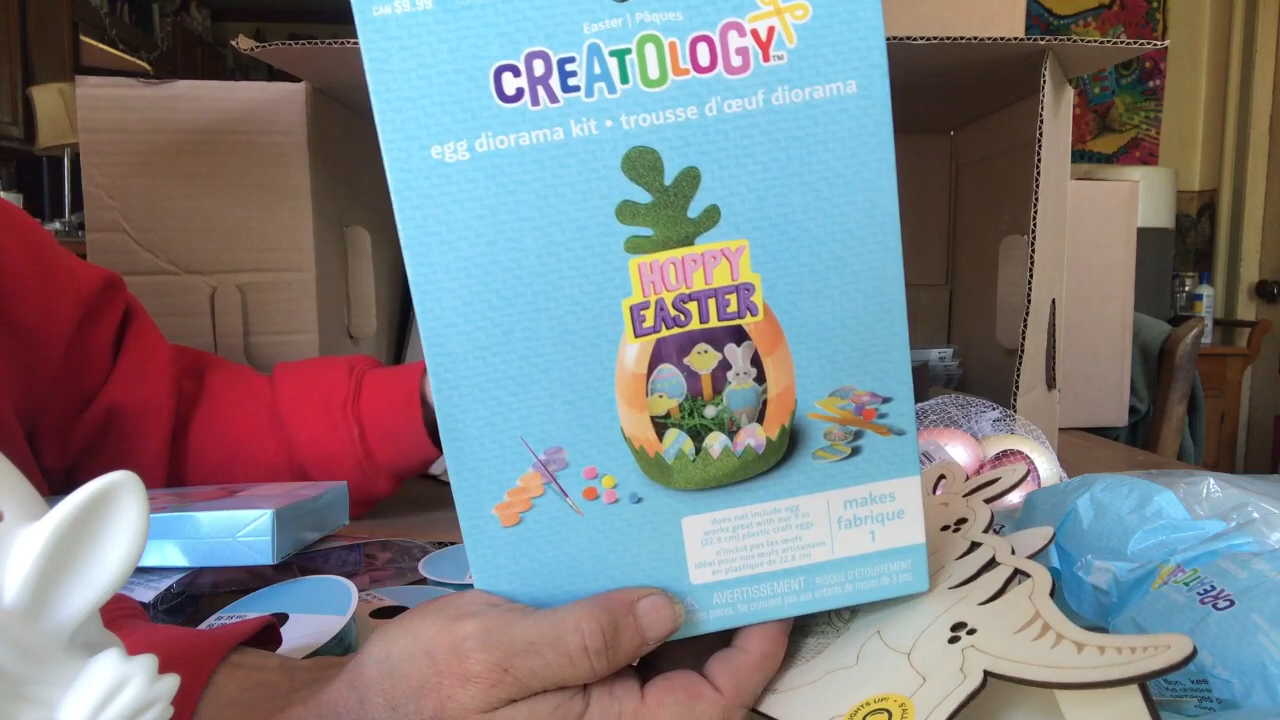 CAN $9.99
Easter | Pâques
CREATOLOGY™
egg diorama kit • trousse d'œuf diorama
HOPPY
EASTER
does not include egg
works great with our 9 in
(22.8 cm) plastic craft eggs
n'inclut pas les œufs
idéal pour nos œufs artisanaux
en plastique de 22.8 cm
makes
fabrique
1
AVERTISSEMENT : RISQUE D'ÉTOUFFEMENT
pièces. Ne convient pas aux enfants de moins de 3 ans.
CREATOLOGY
LIGHTS UP!